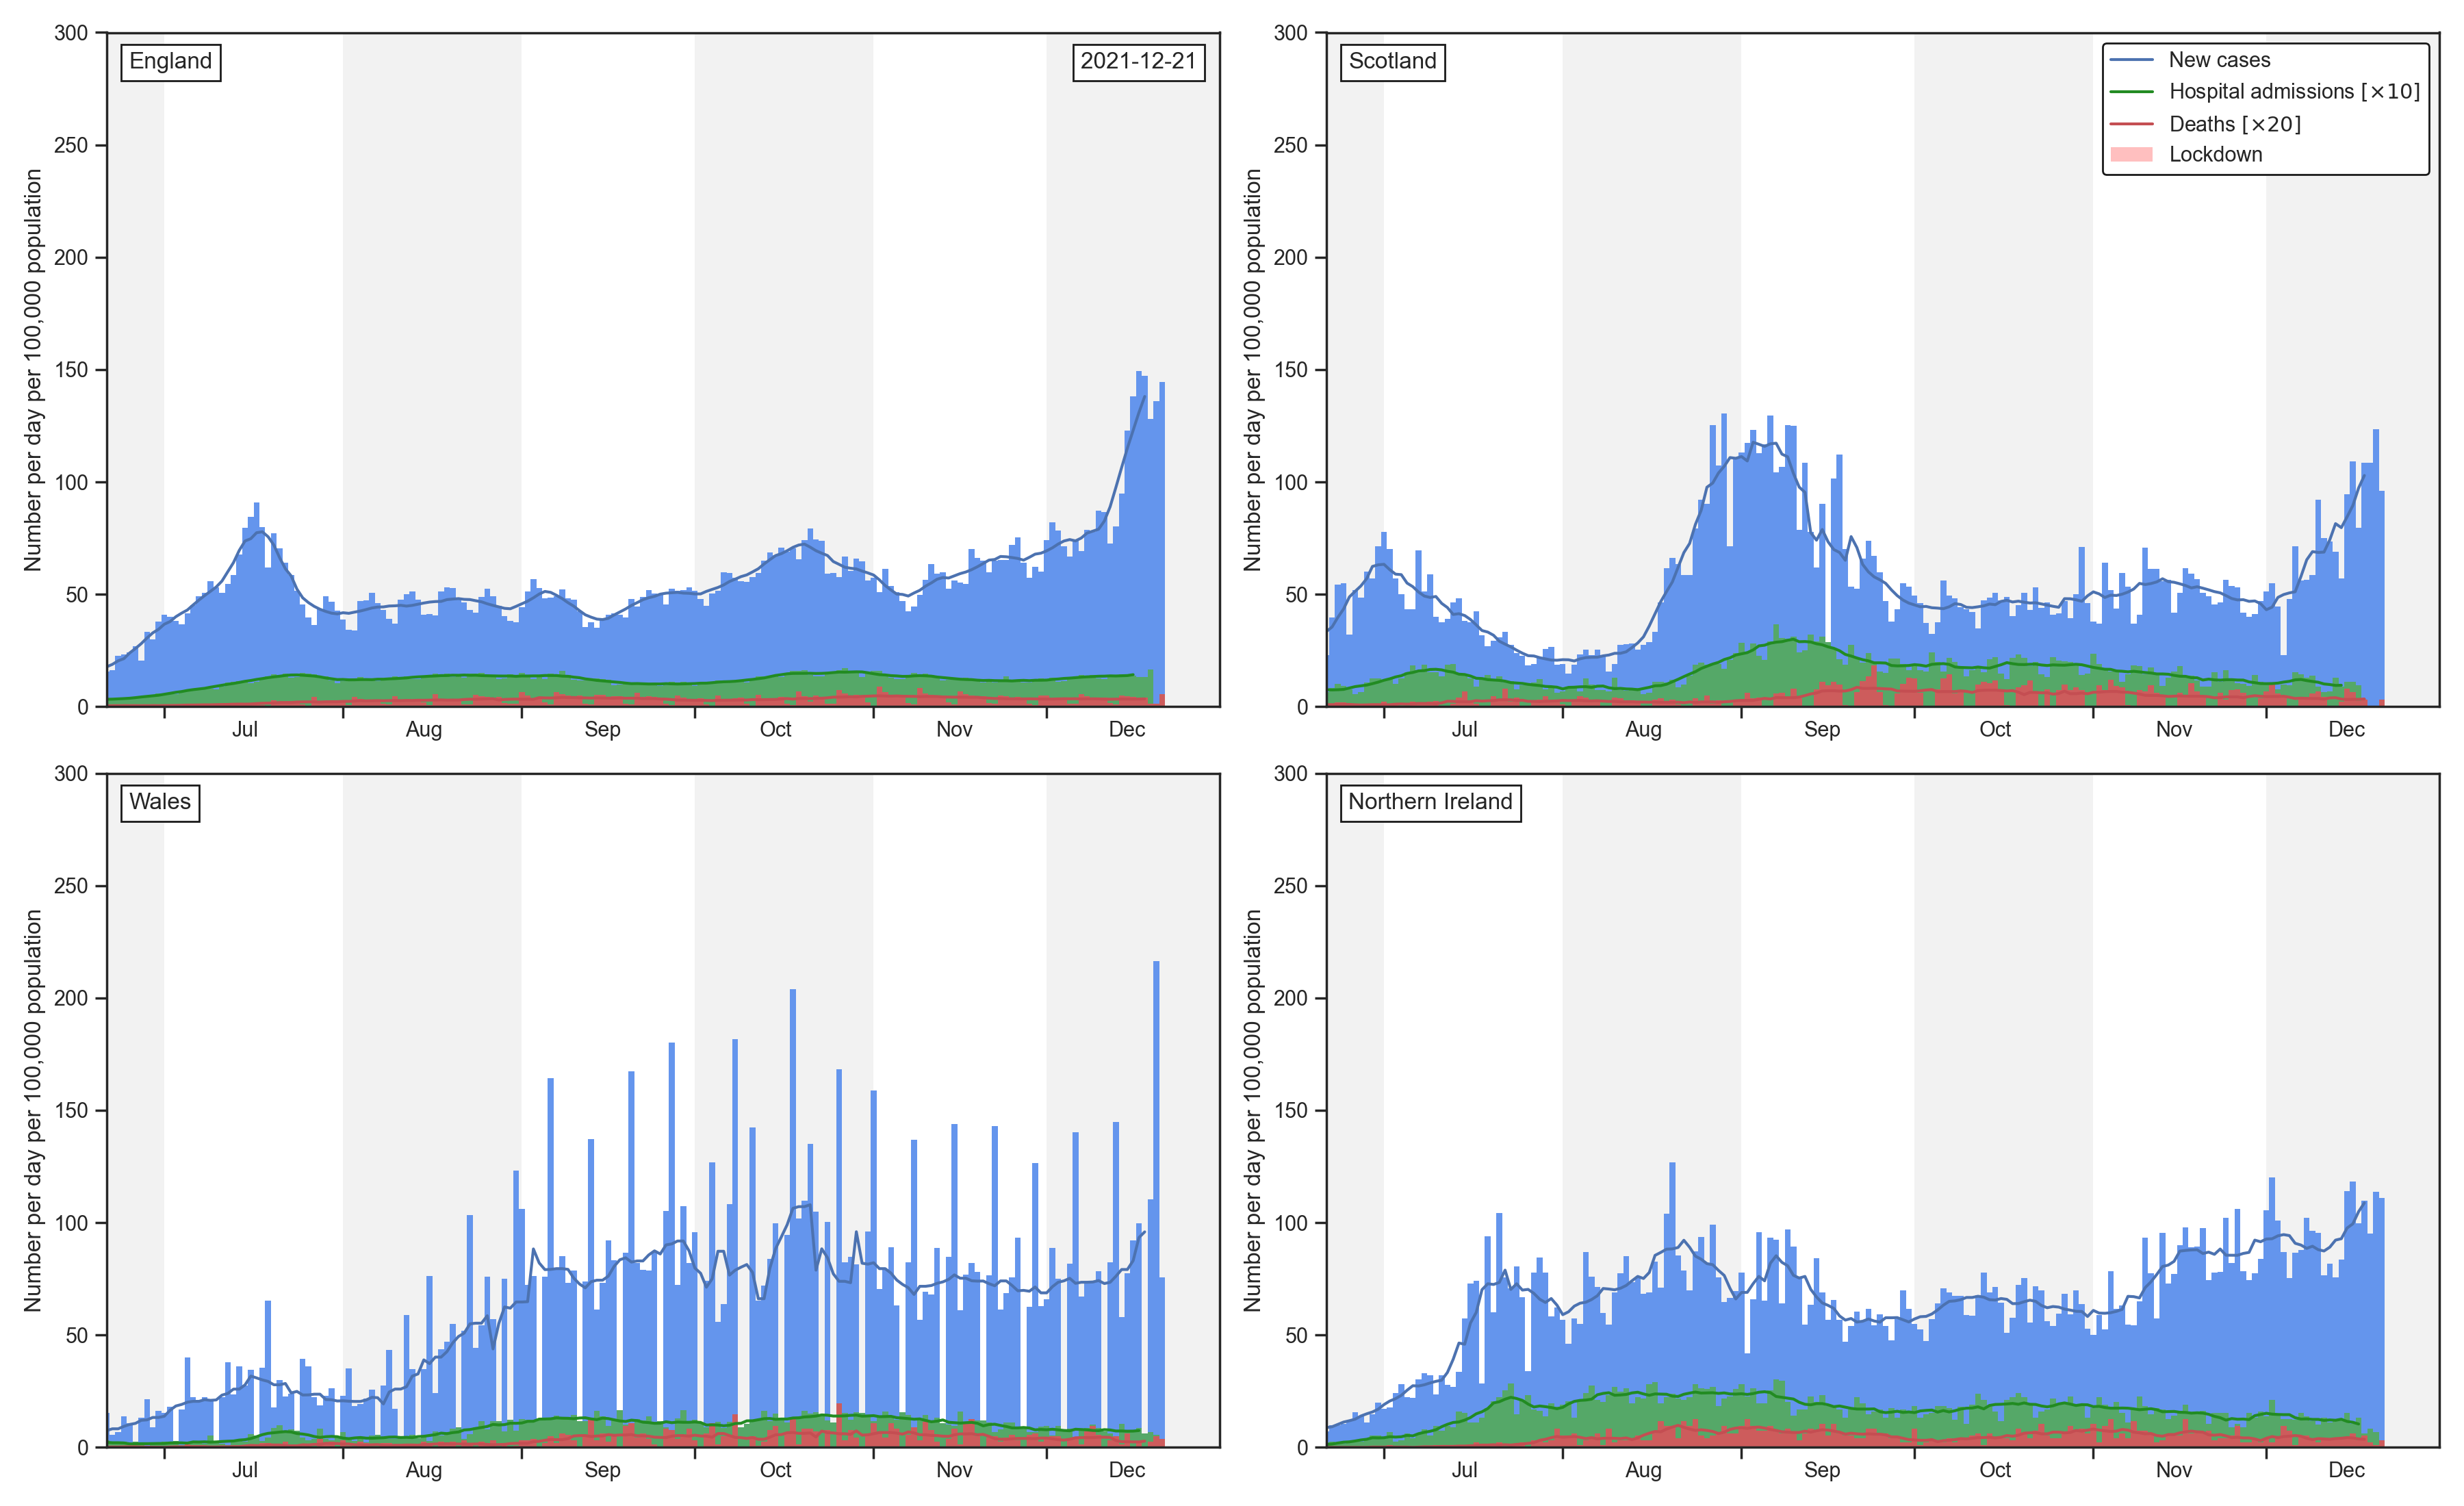 England
2021-12-21
300
250
200
150
100
50
0
Number per day per 100,000 population
Jul
Aug
Sep
Oct
Nov
Dec
Scotland
New cases
Hospital admissions [×10]
Deaths [×20]
Lockdown
300
250
200
150
100
50
0
Number per day per 100,000 population
Jul
Aug
Sep
Oct
Nov
Dec
Wales
300
250
200
150
100
50
0
Number per day per 100,000 population
Jul
Aug
Sep
Oct
Nov
Dec
Northern Ireland
300
250
200
150
100
50
0
Number per day per 100,000 population
Jul
Aug
Sep
Oct
Nov
Dec